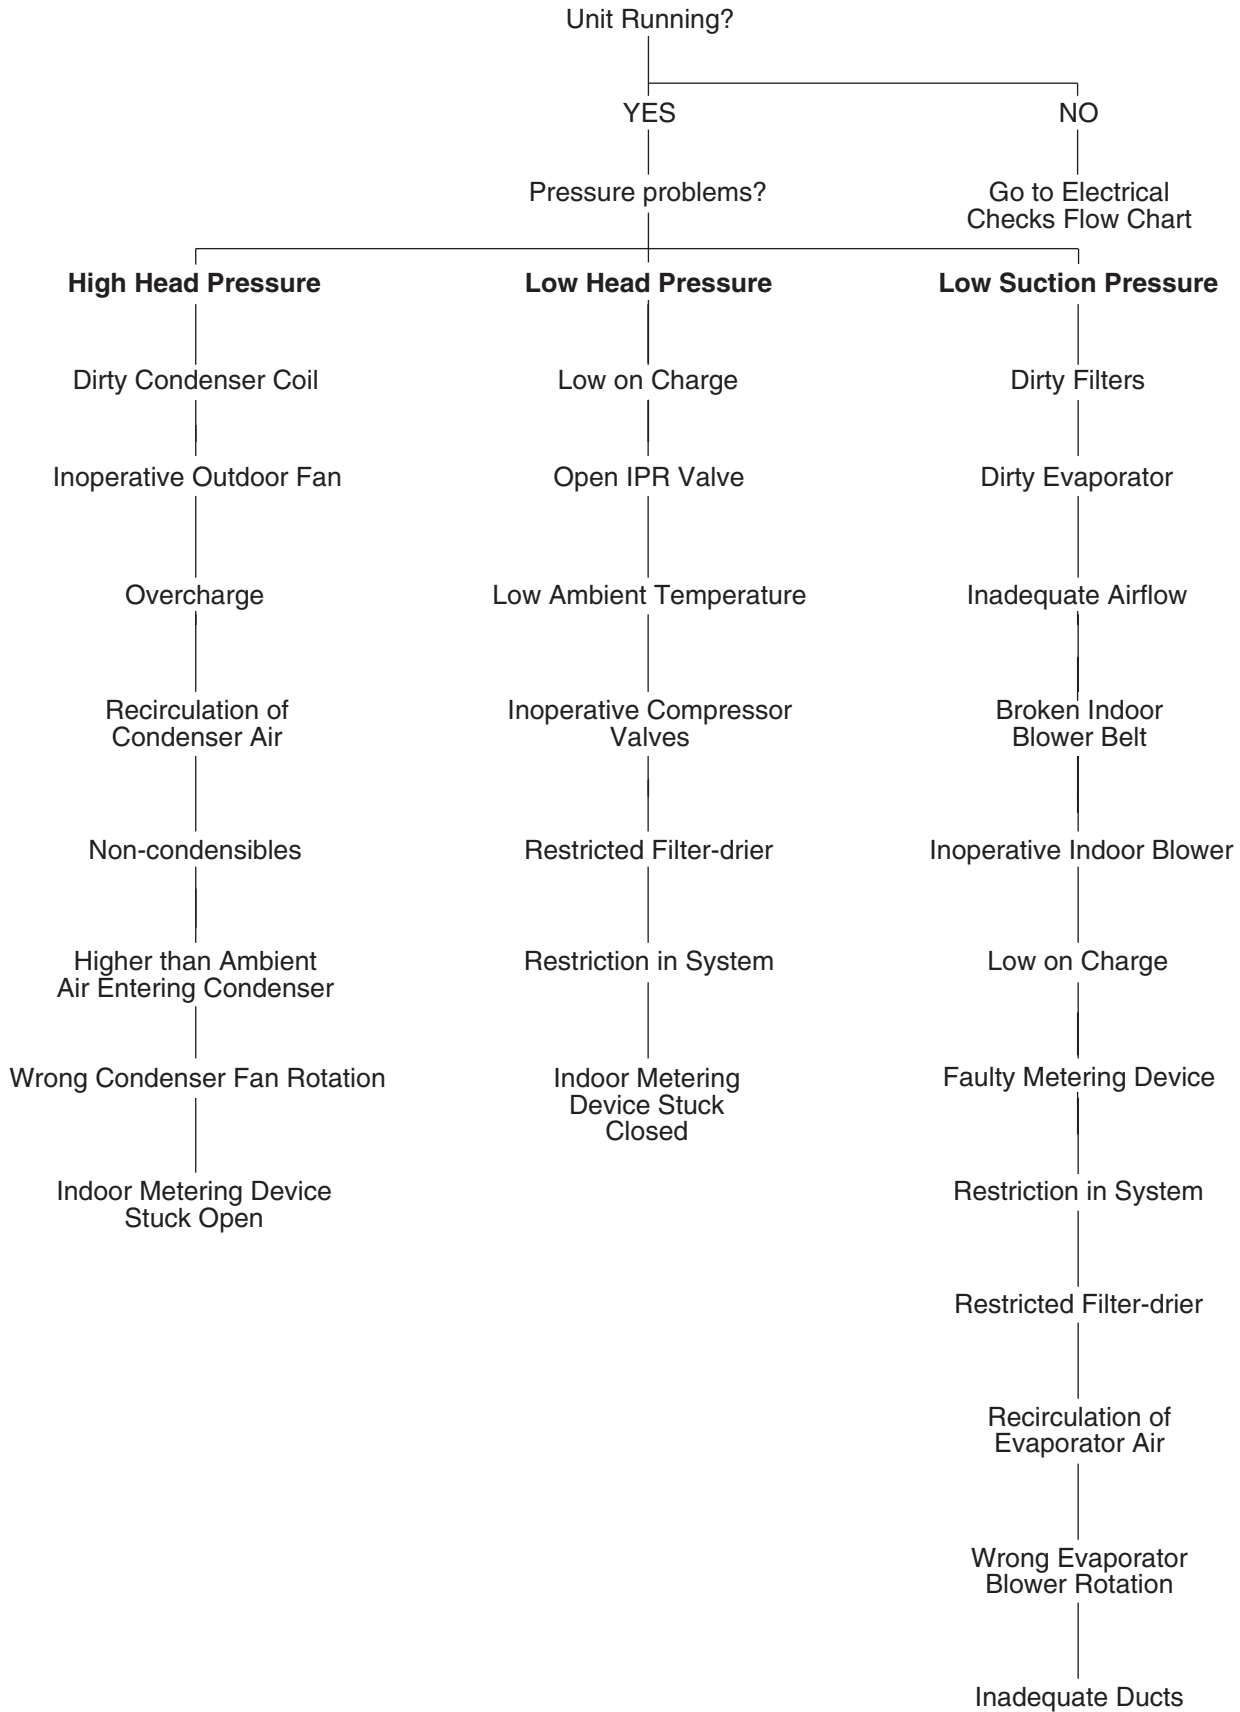 Unit Running?
YES
NO
Pressure problems?
Go to Electrical
Checks Flow Chart
High Head Pressure
Low Head Pressure
Low Suction Pressure
Dirty Condenser Coil
Low on Charge
Dirty Filters
Inoperative Outdoor Fan
Open IPR Valve
Dirty Evaporator
Overcharge
Low Ambient Temperature
Inadequate Airflow
Recirculation of
Condenser Air
Inoperative Compressor
Valves
Broken Indoor
Blower Belt
Non-condensibles
Restricted Filter-drier
Inoperative Indoor Blower
Higher than Ambient
Air Entering Condenser
Restriction in System
Low on Charge
Wrong Condenser Fan Rotation
Indoor Metering
Device Stuck
Closed
Faulty Metering Device
Indoor Metering Device
Stuck Open
Restriction in System
Restricted Filter-drier
Recirculation of
Evaporator Air
Wrong Evaporator
Blower Rotation
Inadequate Ducts